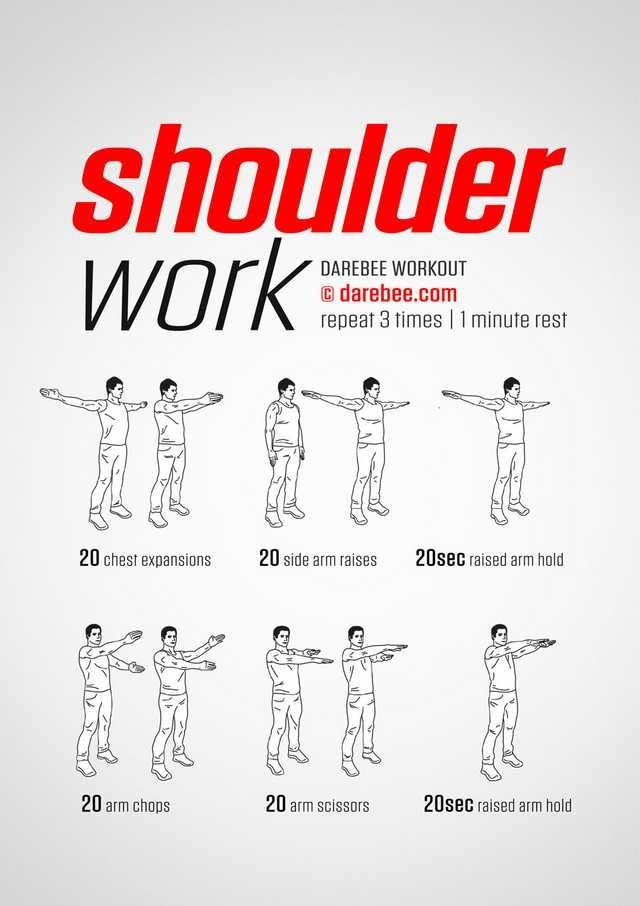 shoulder
work
DAREBEE WORKOUT
© darebee.com
repeat 3 times | 1 minute rest
20 chest expansions
20 side arm raises
20sec raised arm hold
20 arm chops
20 arm scissors
20sec raised arm hold